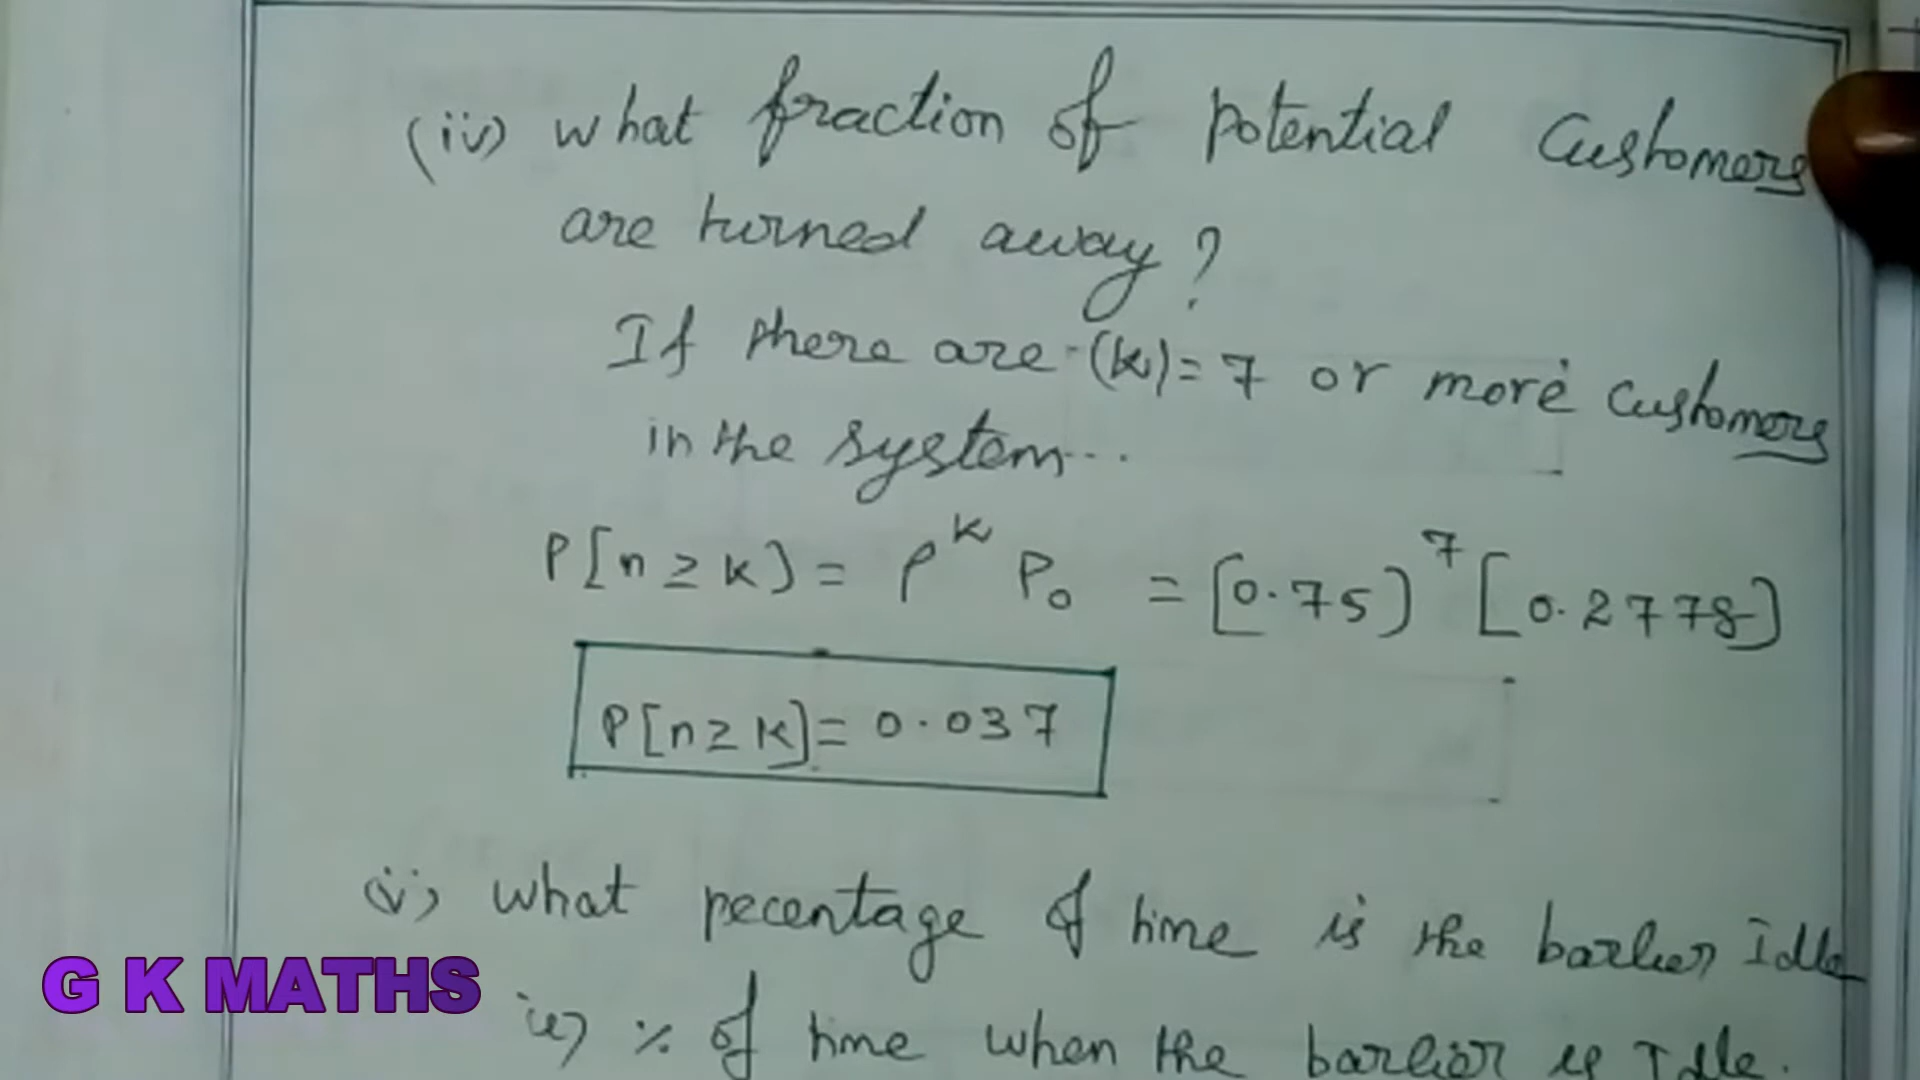 (iv) what fraction of potential Customers
are turned away?
If there are (k)=7 or more customers
in the system...
P[n ≥ k) = ρ^k P₀ = [0.75)^7 [0.2778]
P[n ≥ k] = 0.037
(v) what pecentage of time is the barber Idle
ie) % of time when the barber is Idle.
G K MATHS